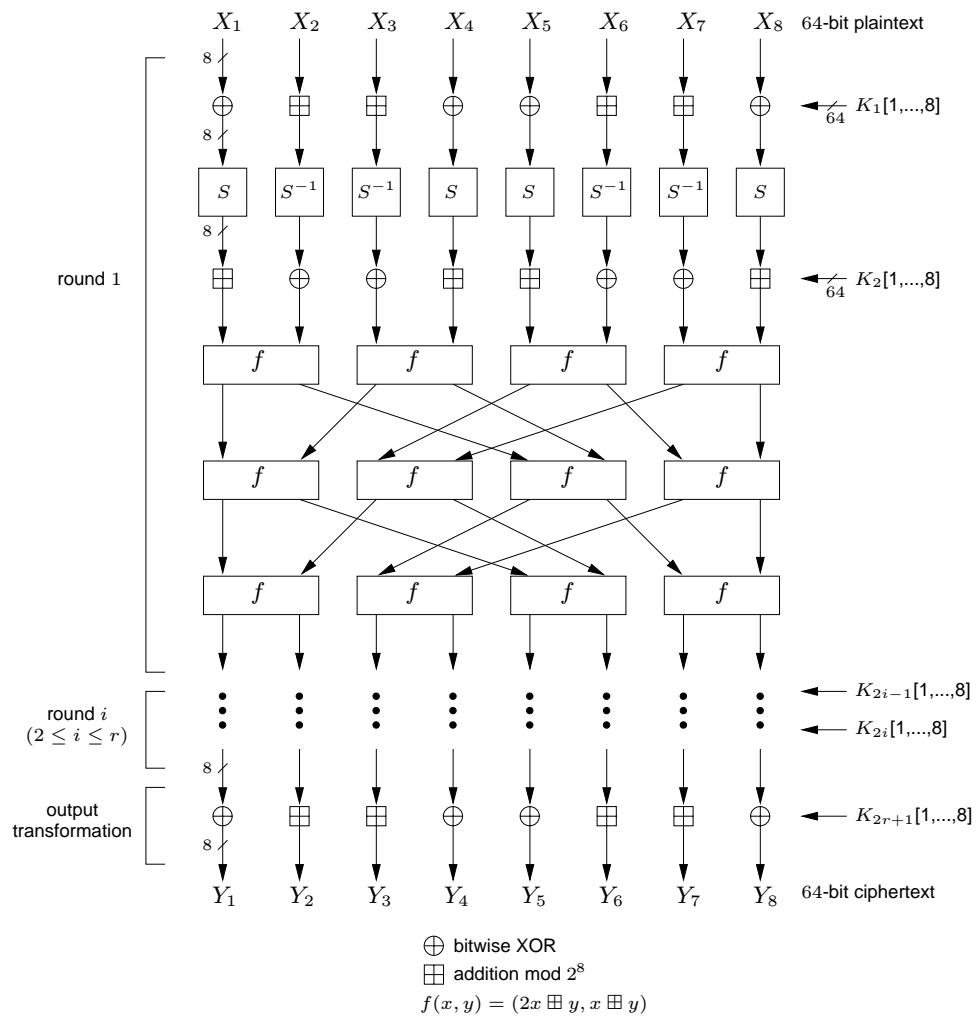 X₁ X₂ X₃ X₄ X₅ X₆ X₇ X₈ 64-bit plaintext
8
K₁[1,...,8]
64
8
S S⁻¹ S⁻¹ S S S⁻¹ S⁻¹ S
8
round 1
K₂[1,...,8]
64
f f f f
f f f f
f f f f
K₂ᵢ₋₁[1,...,8]
round i
(2 ≤ i ≤ r)
K₂ᵢ[1,...,8]
8
output
transformation
K₂ᵣ₊₁[1,...,8]
8
Y₁ Y₂ Y₃ Y₄ Y₅ Y₆ Y₇ Y₈ 64-bit ciphertext
⊕ bitwise XOR
⊞ addition mod 2⁸
f(x, y) = (2x ⊞ y, x ⊞ y)